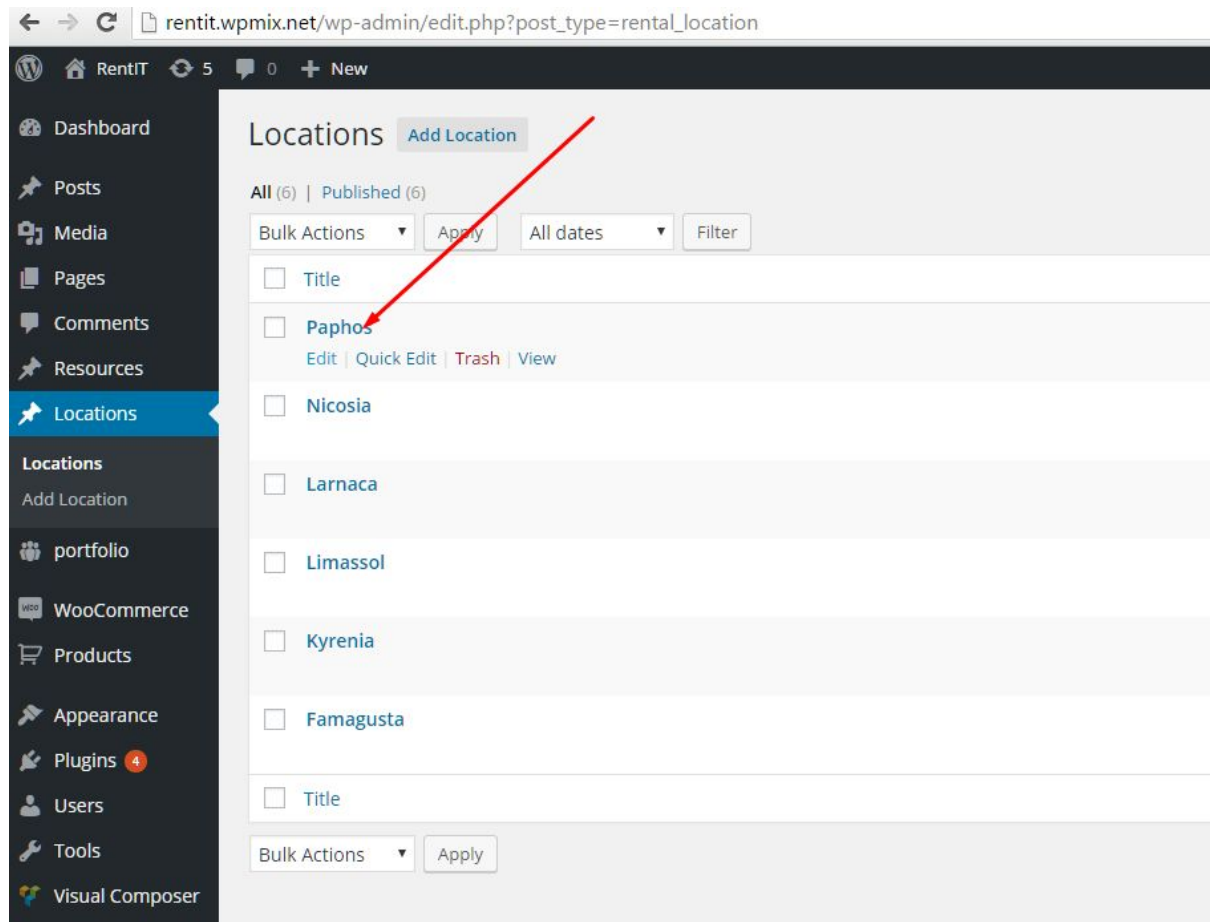 rentit.wpmix.net/wp-admin/edit.php?post_type=rental_location
RentIT 5 0 + New
Dashboard
Posts
Media
Pages
Comments
Resources
Locations
Locations
Add Location
portfolio
WooCommerce
Products
Appearance
Plugins 4
Users
Tools
Visual Composer
Locations Add Location
All (6) | Published (6)
Bulk Actions Apply All dates Filter
Title
Paphos
Edit | Quick Edit | Trash | View
Nicosia
Larnaca
Limassol
Kyrenia
Famagusta
Title
Bulk Actions Apply